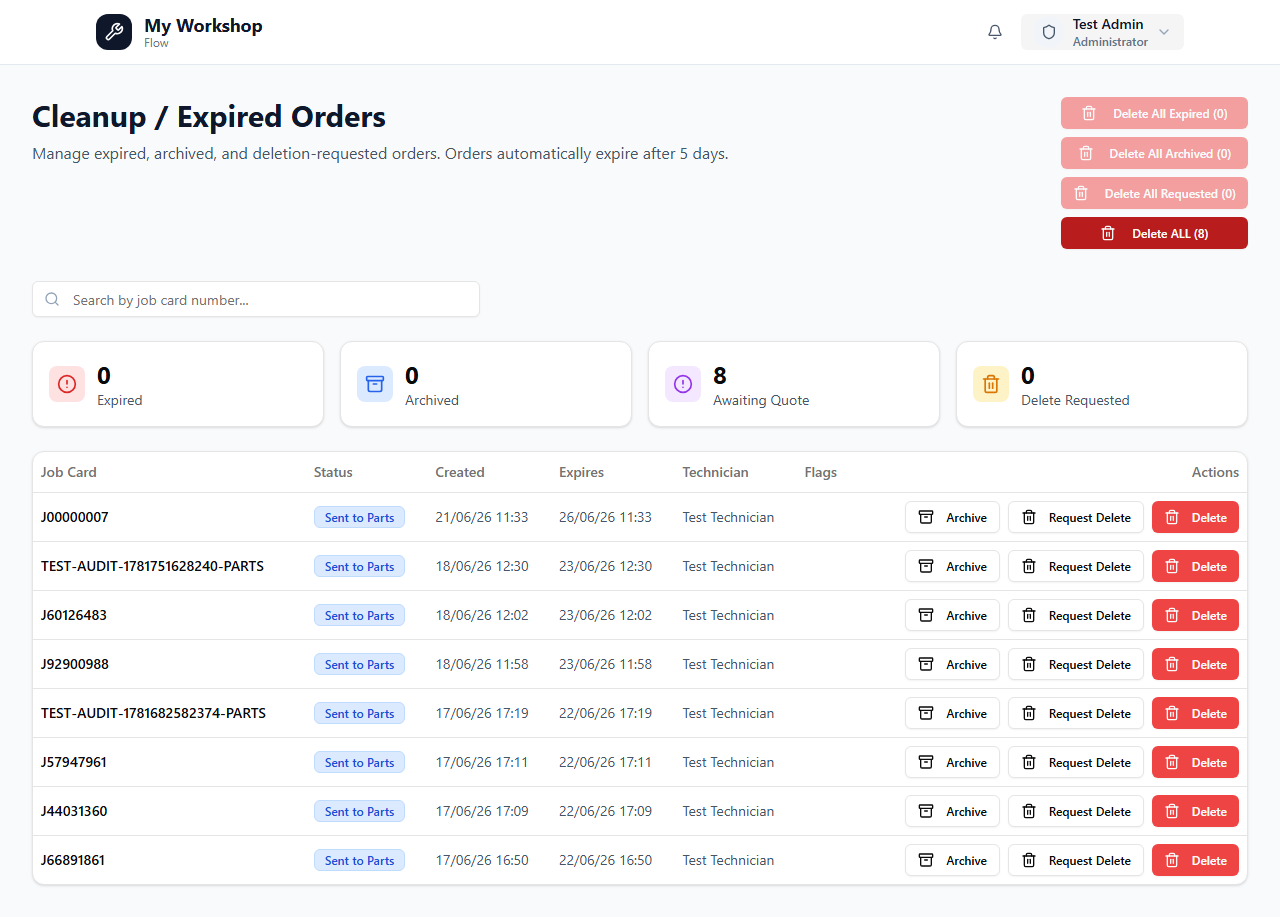 My Workshop
Flow
Test Admin
Administrator
Cleanup / Expired Orders
Manage expired, archived, and deletion-requested orders. Orders automatically expire after 5 days.
Delete All Expired (0)
Delete All Archived (0)
Delete All Requested (0)
Delete ALL (8)
Search by job card number...
0
Expired
0
Archived
8
Awaiting Quote
0
Delete Requested
Job Card Status Created Expires Technician Flags Actions
J00000007 Sent to Parts 21/06/26 11:33 26/06/26 11:33 Test Technician Archive Request Delete Delete
TEST-AUDIT-1781751628240-PARTS Sent to Parts 18/06/26 12:30 23/06/26 12:30 Test Technician Archive Request Delete Delete
J60126483 Sent to Parts 18/06/26 12:02 23/06/26 12:02 Test Technician Archive Request Delete Delete
J92900988 Sent to Parts 18/06/26 11:58 23/06/26 11:58 Test Technician Archive Request Delete Delete
TEST-AUDIT-1781682582374-PARTS Sent to Parts 17/06/26 17:19 22/06/26 17:19 Test Technician Archive Request Delete Delete
J57947961 Sent to Parts 17/06/26 17:11 22/06/26 17:11 Test Technician Archive Request Delete Delete
J44031360 Sent to Parts 17/06/26 17:09 22/06/26 17:09 Test Technician Archive Request Delete Delete
J66891861 Sent to Parts 17/06/26 16:50 22/06/26 16:50 Test Technician Archive Request Delete Delete